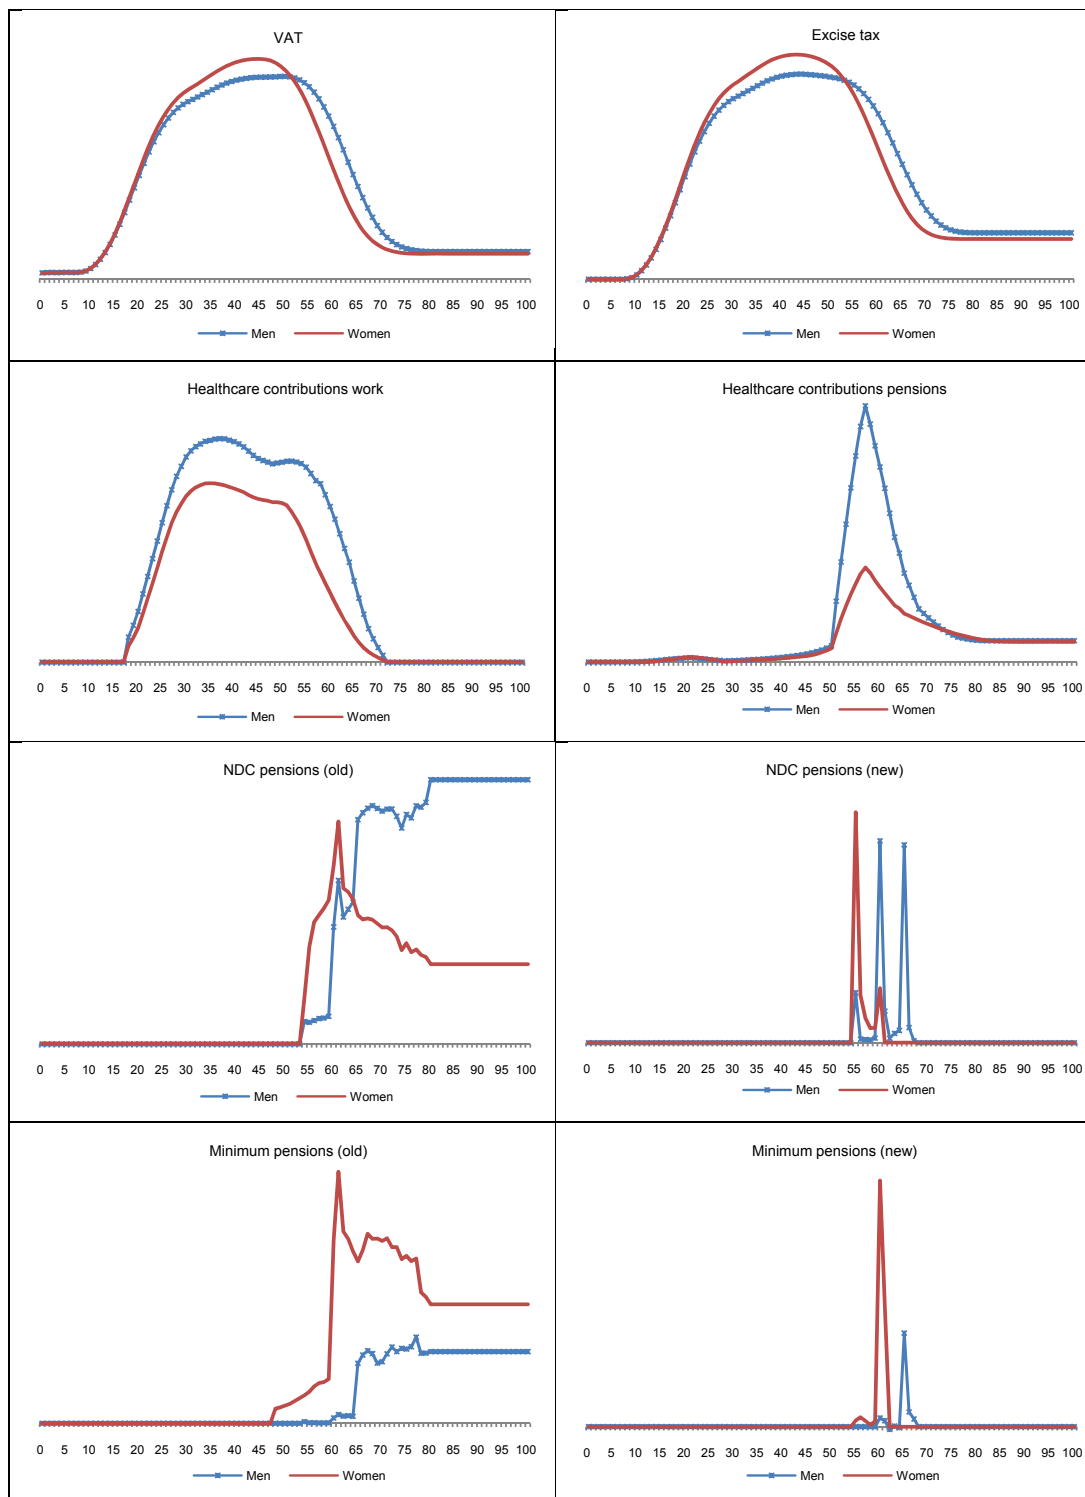 VAT
0 5 10 15 20 25 30 35 40 45 50 55 60 65 70 75 80 85 90 95 100
Men Women
Excise tax
0 5 10 15 20 25 30 35 40 45 50 55 60 65 70 75 80 85 90 95 100
Men Women
Healthcare contributions work
0 5 10 15 20 25 30 35 40 45 50 55 60 65 70 75 80 85 90 95 100
Men Women
Healthcare contributions pensions
0 5 10 15 20 25 30 35 40 45 50 55 60 65 70 75 80 85 90 95 100
Men Women
NDC pensions (old)
0 5 10 15 20 25 30 35 40 45 50 55 60 65 70 75 80 85 90 95 100
Men Women
NDC pensions (new)
0 5 10 15 20 25 30 35 40 45 50 55 60 65 70 75 80 85 90 95 100
Men Women
Minimum pensions (old)
0 5 10 15 20 25 30 35 40 45 50 55 60 65 70 75 80 85 90 95 100
Men Women
Minimum pensions (new)
0 5 10 15 20 25 30 35 40 45 50 55 60 65 70 75 80 85 90 95 100
Men Women